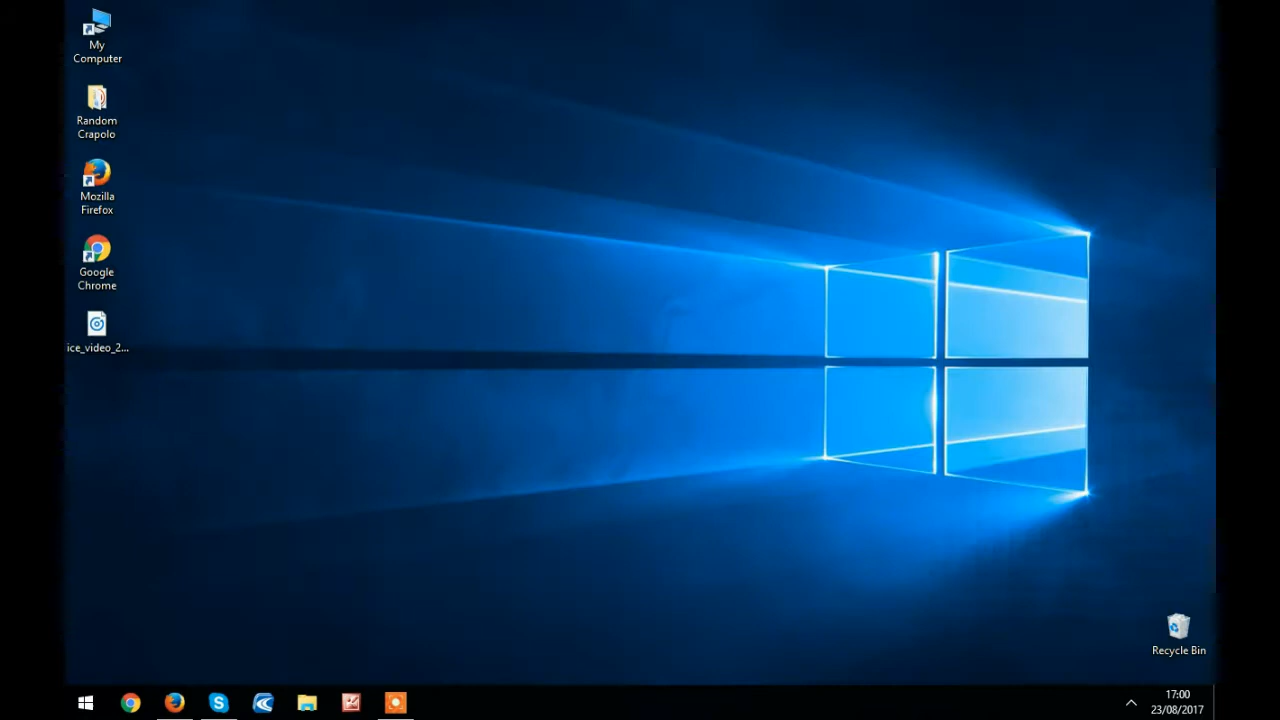 My
Computer
Random
Crapolo
Mozilla
Firefox
Google
Chrome
ice_video_2...
Recycle Bin
17:00
23/08/2017